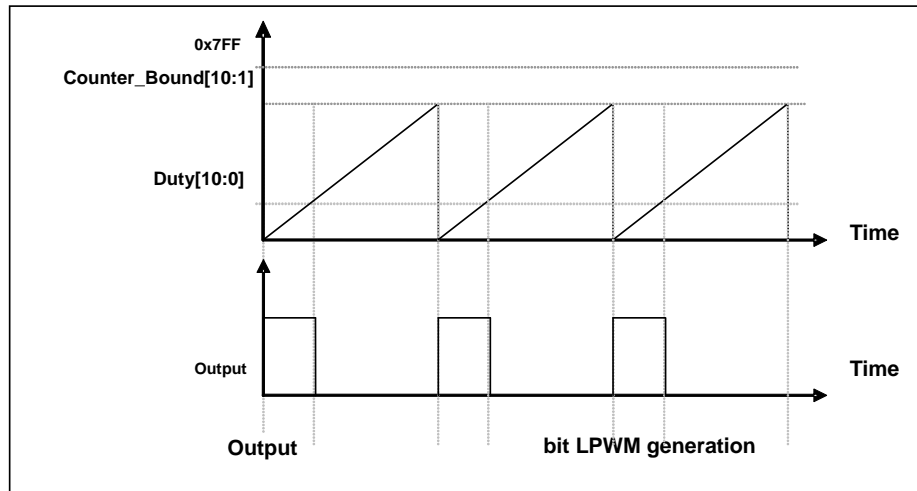 0x7FF
Counter_Bound[10:1]
Duty[10:0]
Time
Output
Time
Output
bit LPWM generation